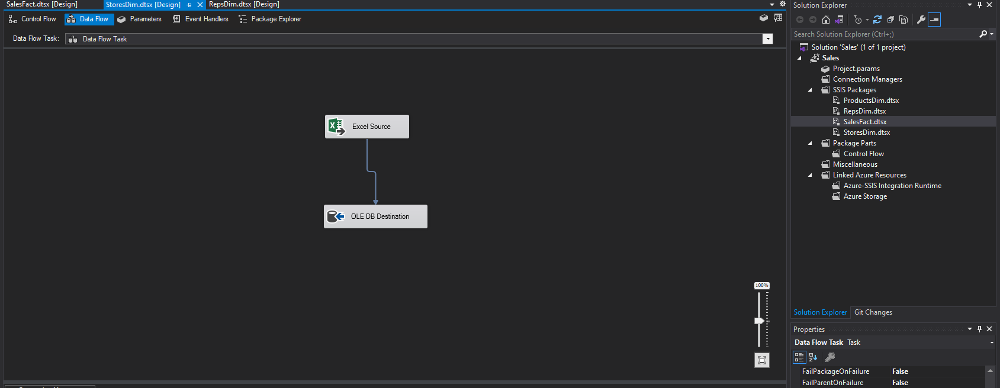 SalesFact.dtsx [Design]
StoresDim.dtsx [Design]
RepsDim.dtsx [Design]
Control Flow
Data Flow
Parameters
Event Handlers
Package Explorer
Data Flow Task:
Data Flow Task
Excel Source
OLE DB Destination
100%
Solution Explorer
Search Solution Explorer (Ctrl+;)
Solution 'Sales' (1 of 1 project)
Sales
Project.params
Connection Managers
SSIS Packages
ProductsDim.dtsx
RepsDim.dtsx
SalesFact.dtsx
StoresDim.dtsx
Package Parts
Control Flow
Miscellaneous
Linked Azure Resources
Azure-SSIS Integration Runtime
Azure Storage
Solution Explorer
Git Changes
Properties
Data Flow Task Task
FailPackageOnFailure False
FailParentOnFailure False